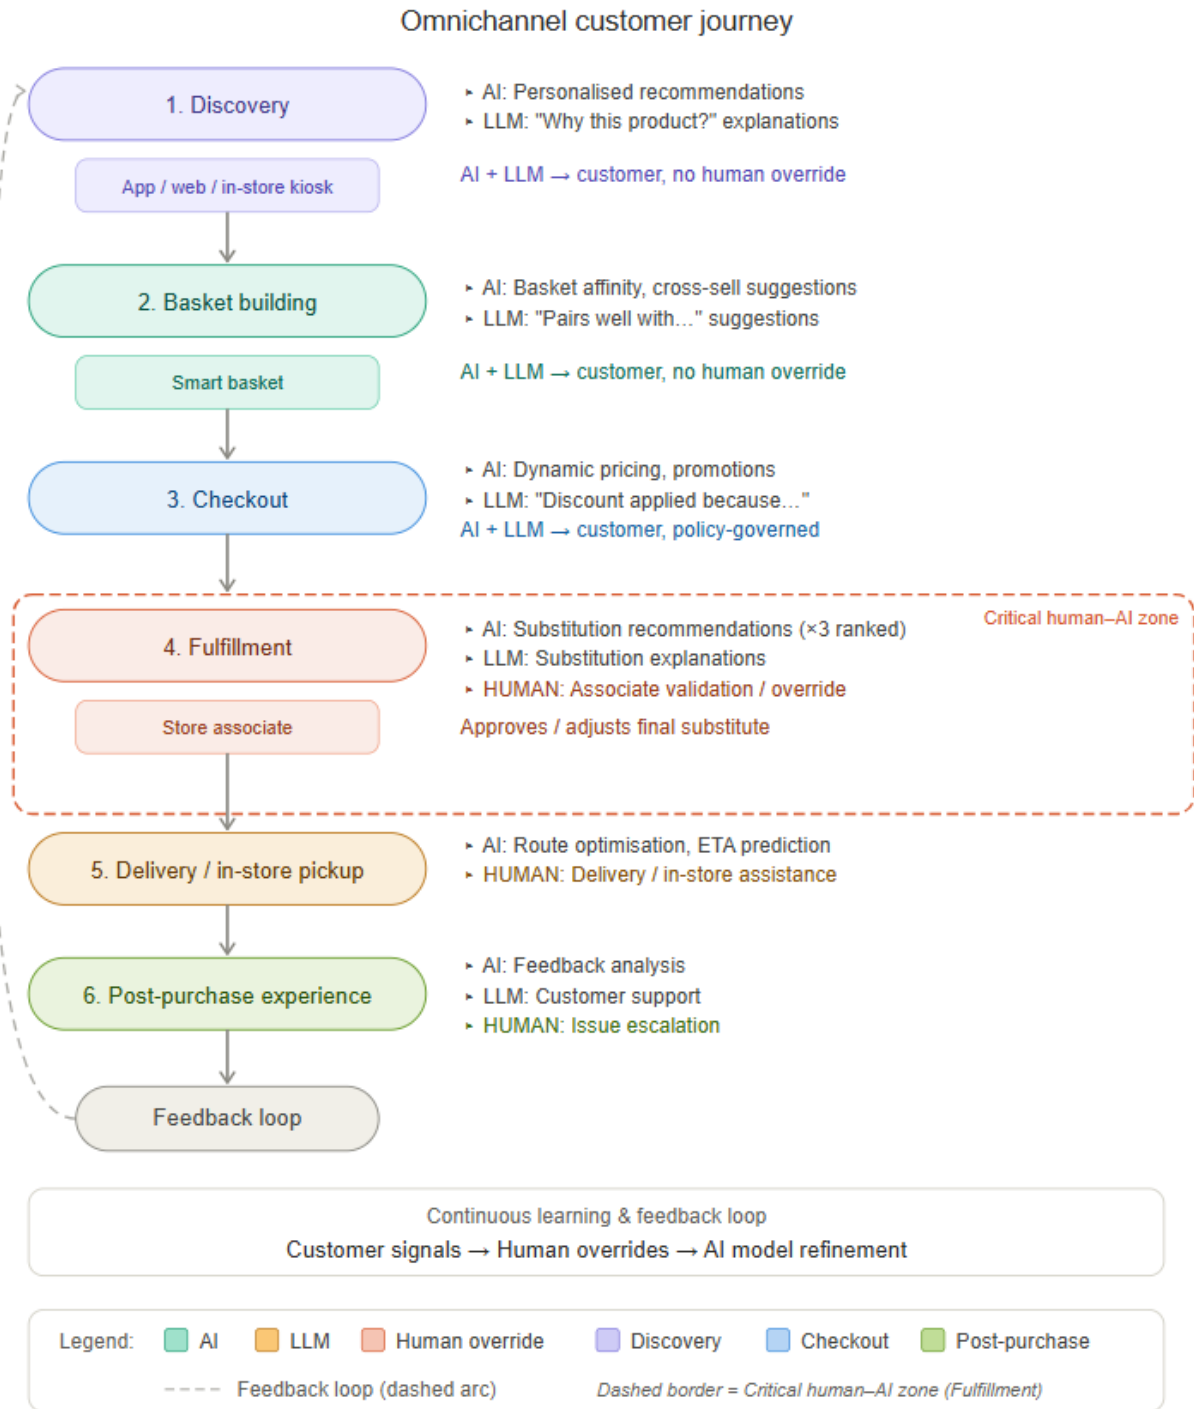 Omnichannel customer journey
1. Discovery
▸ AI: Personalised recommendations
▸ LLM: "Why this product?" explanations
App / web / in-store kiosk
AI + LLM → customer, no human override
2. Basket building
▸ AI: Basket affinity, cross-sell suggestions
▸ LLM: "Pairs well with…" suggestions
Smart basket
AI + LLM → customer, no human override
3. Checkout
▸ AI: Dynamic pricing, promotions
▸ LLM: "Discount applied because…"
AI + LLM → customer, policy-governed
Critical human–AI zone
4. Fulfillment
▸ AI: Substitution recommendations (×3 ranked)
▸ LLM: Substitution explanations
▸ HUMAN: Associate validation / override
Store associate
Approves / adjusts final substitute
5. Delivery / in-store pickup
▸ AI: Route optimisation, ETA prediction
▸ HUMAN: Delivery / in-store assistance
6. Post-purchase experience
▸ AI: Feedback analysis
▸ LLM: Customer support
▸ HUMAN: Issue escalation
Feedback loop
Continuous learning & feedback loop
Customer signals → Human overrides → AI model refinement
Legend: AI LLM Human override Discovery Checkout Post-purchase
Feedback loop (dashed arc) Dashed border = Critical human–AI zone (Fulfillment)